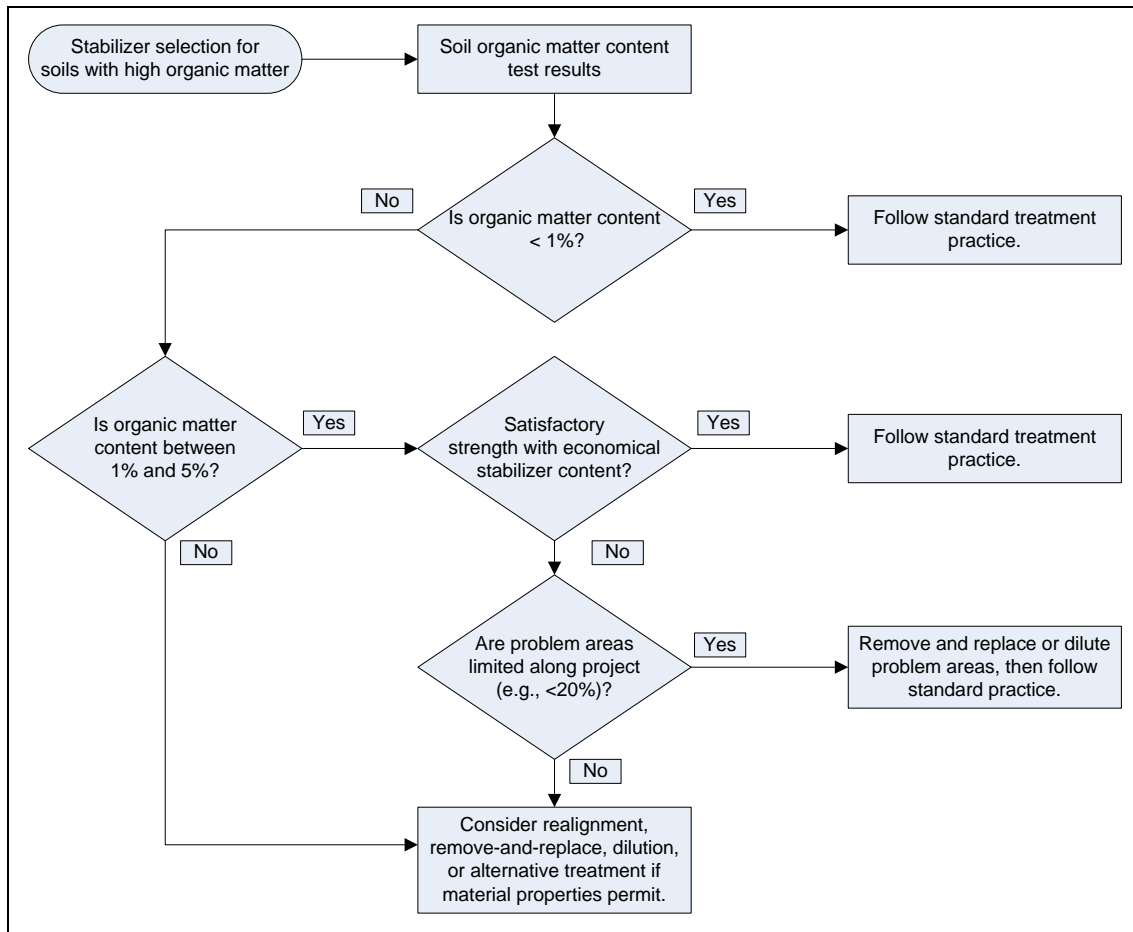 Stabilizer selection for
soils with high organic matter
Soil organic matter content
test results
No
Yes
Is organic matter content
< 1%?
Follow standard treatment
practice.
Is organic matter
content between
1% and 5%?
Yes
Satisfactory
strength with economical
stabilizer content?
Yes
Follow standard treatment
practice.
No
No
Are problem areas
limited along project
(e.g., <20%)?
Yes
Remove and replace or dilute
problem areas, then follow
standard practice.
No
Consider realignment,
remove-and-replace, dilution,
or alternative treatment if
material properties permit.